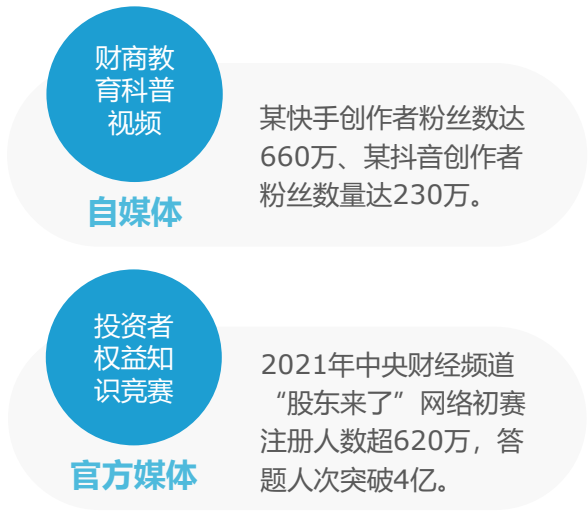 财商教
育科普
视频
自媒体
某快手创作者粉丝数达
660万、某抖音创作者
粉丝数量达230万。
投资者
权益知
识竞赛
官方媒体
2021年中央财经频道
“股东来了”网络初赛
注册人数超620万，答
题人次突破4亿。